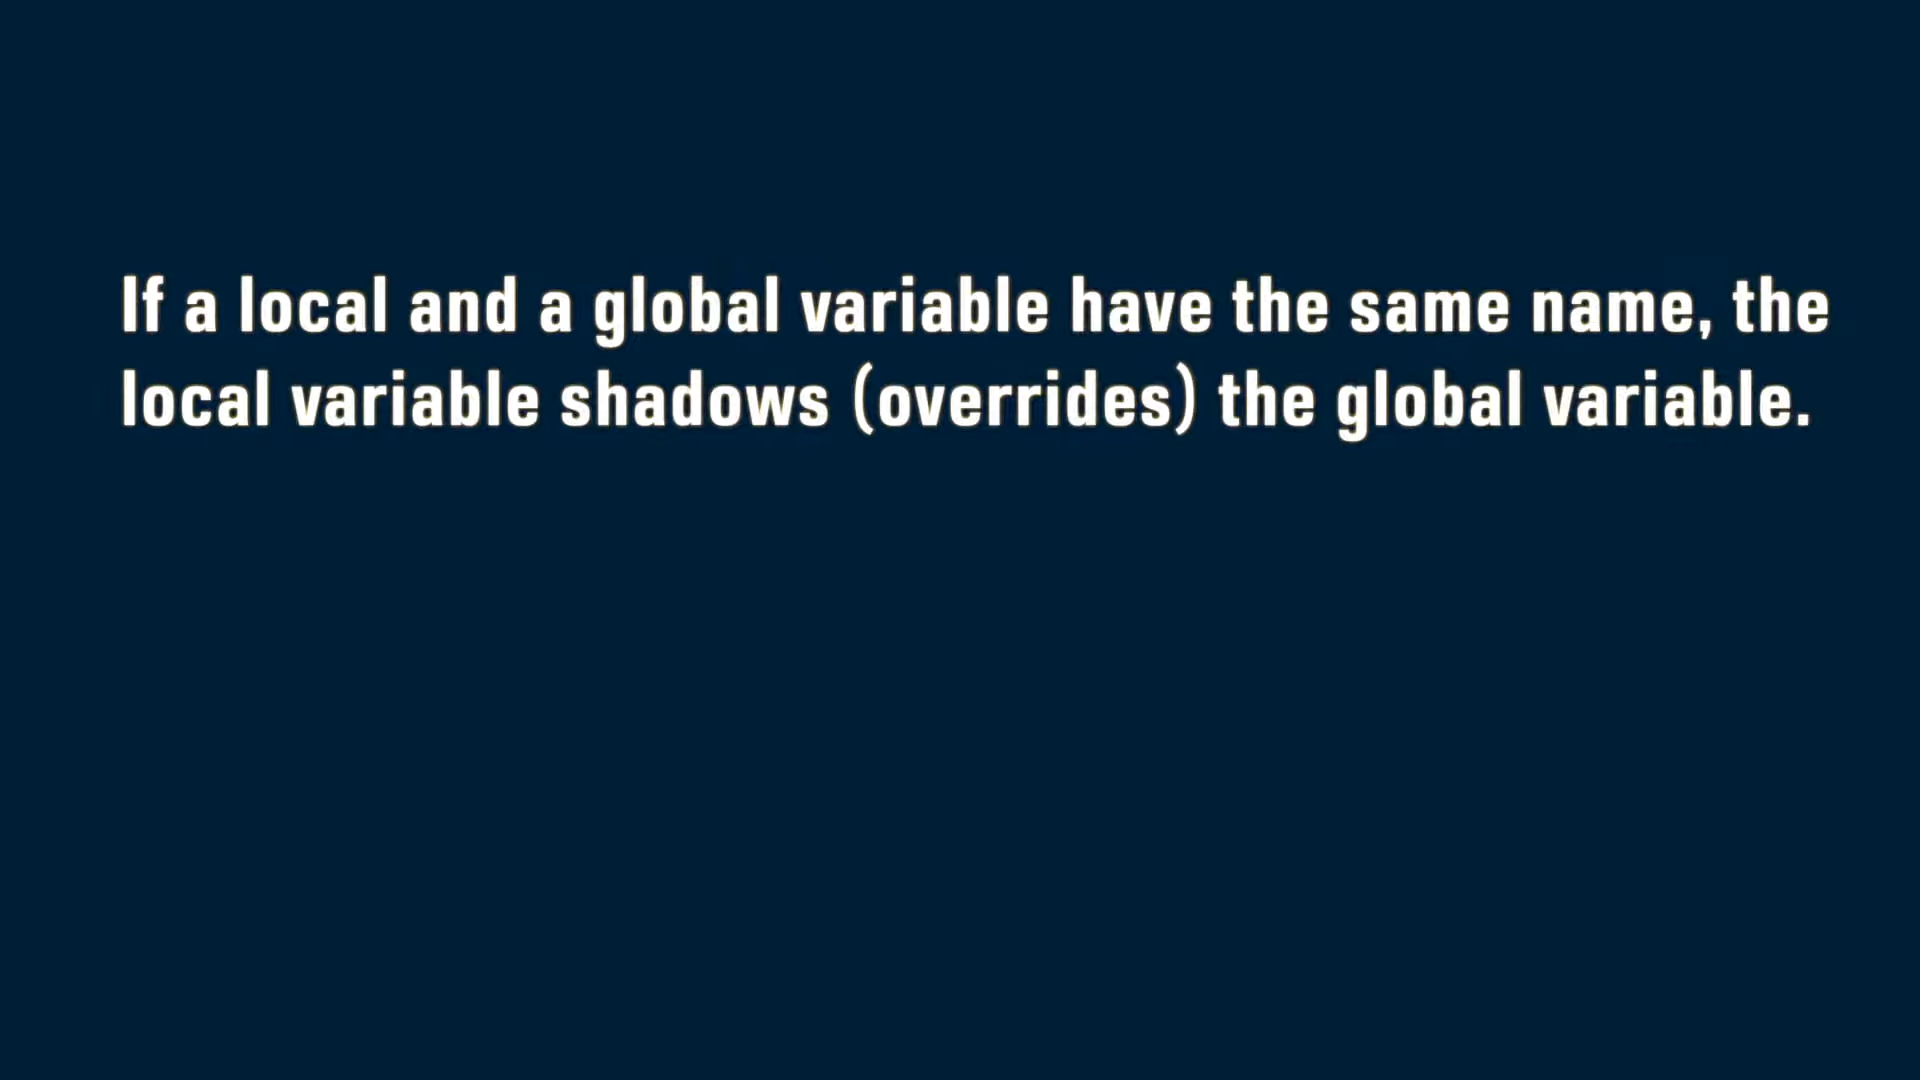 If a local and a global variable have the same name, the
local variable shadows (overrides) the global variable.